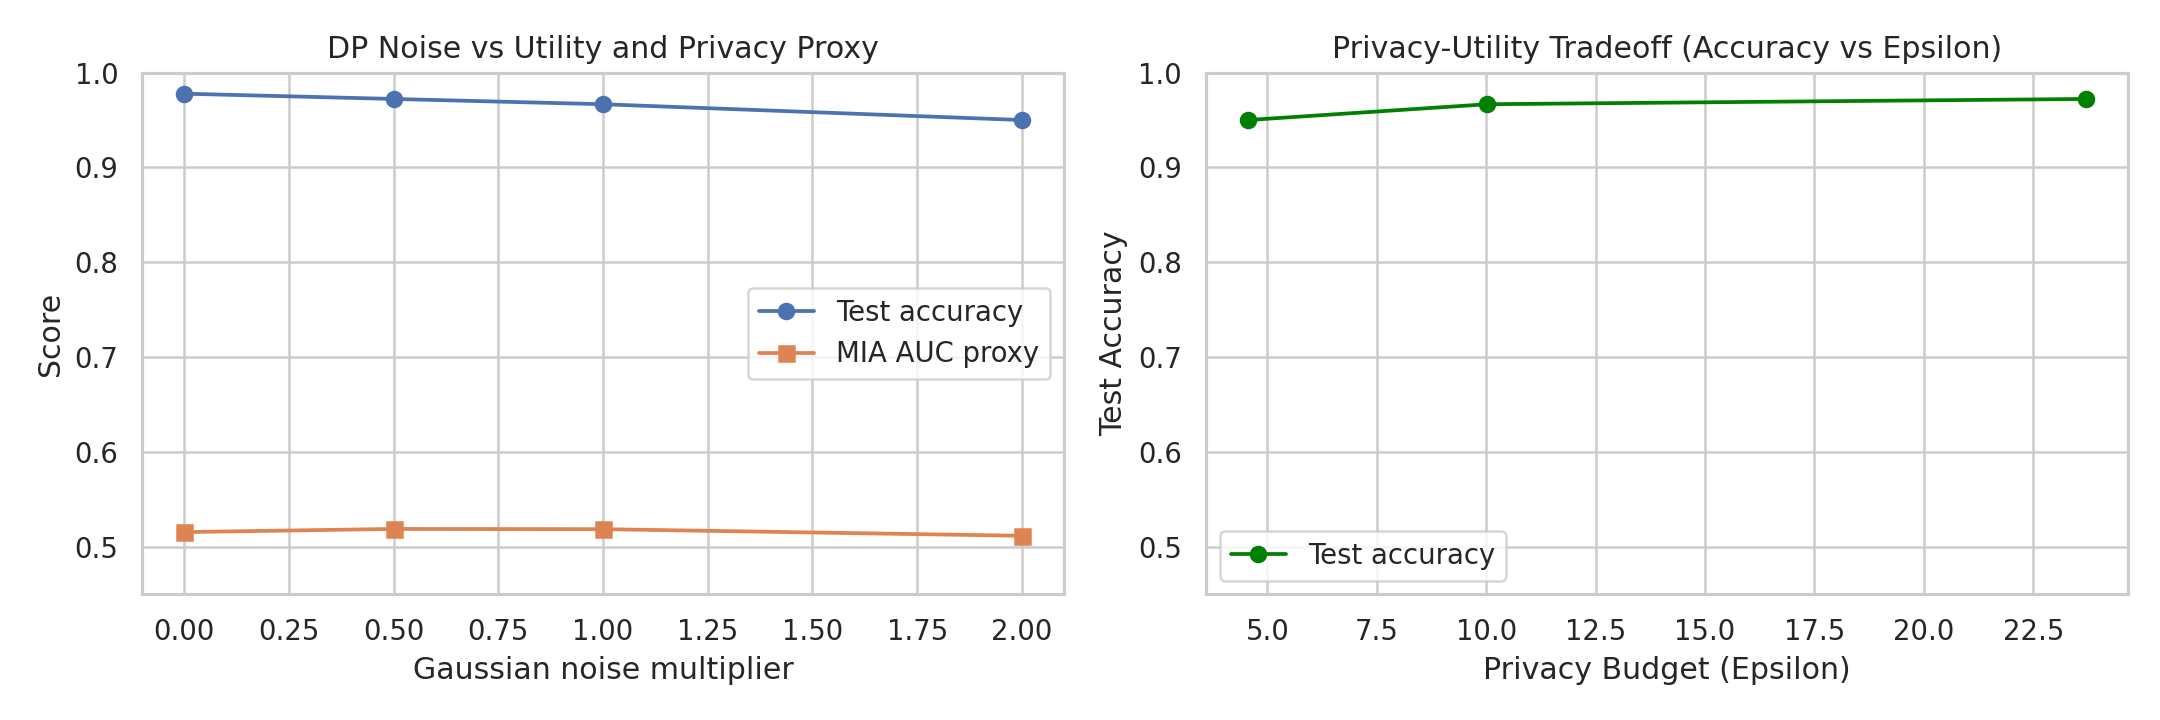 DP Noise vs Utility and Privacy Proxy
1.0
0.9
0.8
0.7
0.6
0.5
Score
Test accuracy
MIA AUC proxy
0.00 0.25 0.50 0.75 1.00 1.25 1.50 1.75 2.00
Gaussian noise multiplier
Privacy-Utility Tradeoff (Accuracy vs Epsilon)
1.0
0.9
0.8
0.7
0.6
0.5
Test Accuracy
Test accuracy
5.0 7.5 10.0 12.5 15.0 17.5 20.0 22.5
Privacy Budget (Epsilon)